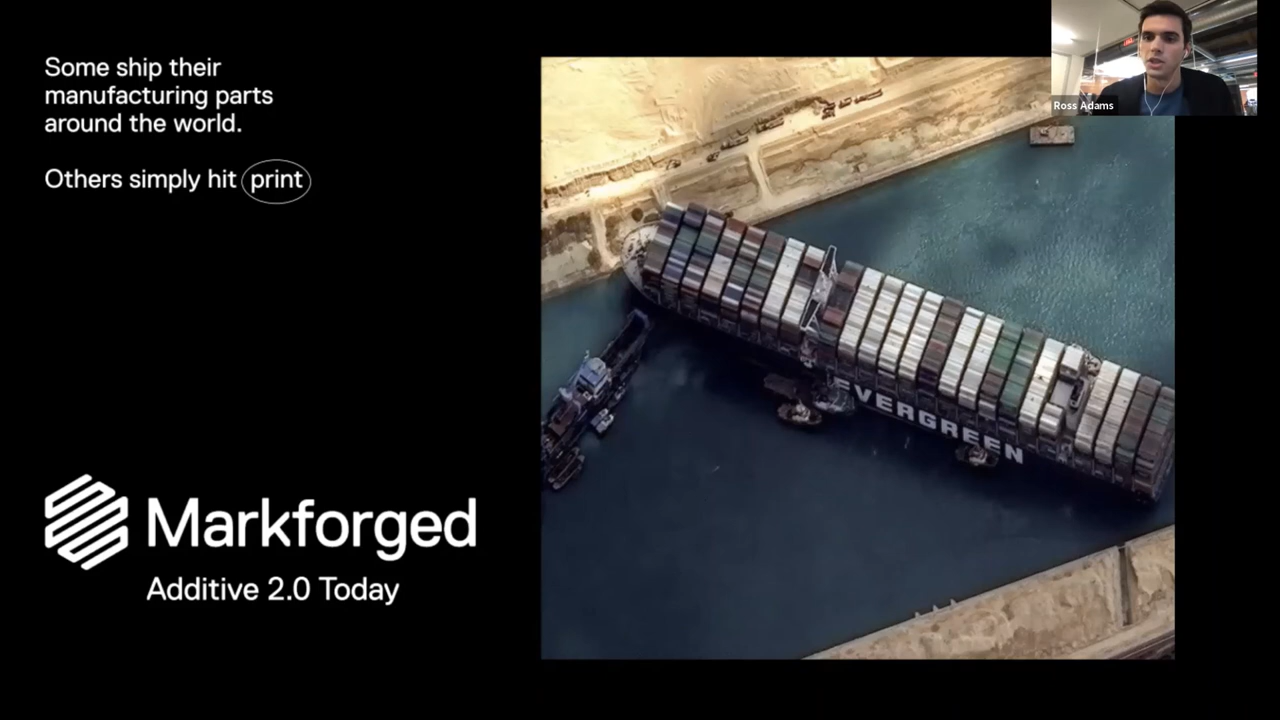 Some ship their
manufacturing parts
around the world.
Others simply hit print
Markforged
Additive 2.0 Today
EVERGREEN
Ross Adams